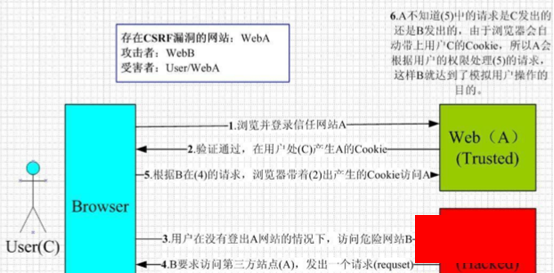 存在CSRF漏洞的网站：WebA
攻击者：WebB
受害者：User/WebA
6.A不知道(5)中的请求是C发出的
还是B发出的，由于浏览器会自
动带上用户C的Cookie，所以A会
根据用户的权限处理(5)的请求，
这样B就达到了模拟用户操作的
目的。
1.浏览并登录信任网站A
2.验证通过，在用户处(C)产生A的Cookie
5.根据B在(4)的请求，浏览器带着(2)出产生的Cookie访问A
Web（A）
(Trusted)
Browser
User(C)
3.用户在没有登出A网站的情况下，访问危险网站B
4.B要求访问第三方站点(A)，发出一个请求(requset)